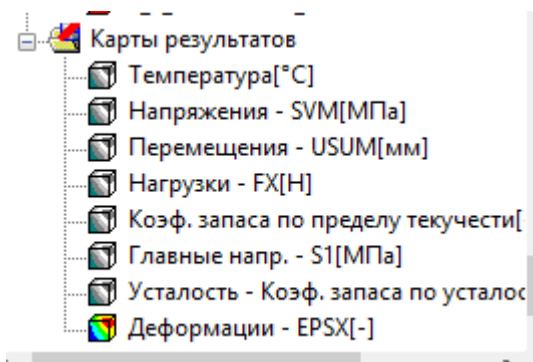 Карты результатов
Температура[°C]
Напряжения - SVM[МПа]
Перемещения - USUM[мм]
Нагрузки - FX[Н]
Коэф. запаса по пределу текучести[
Главные напр. - S1[МПа]
Усталость - Коэф. запаса по усталос
Деформации - EPSX[-]